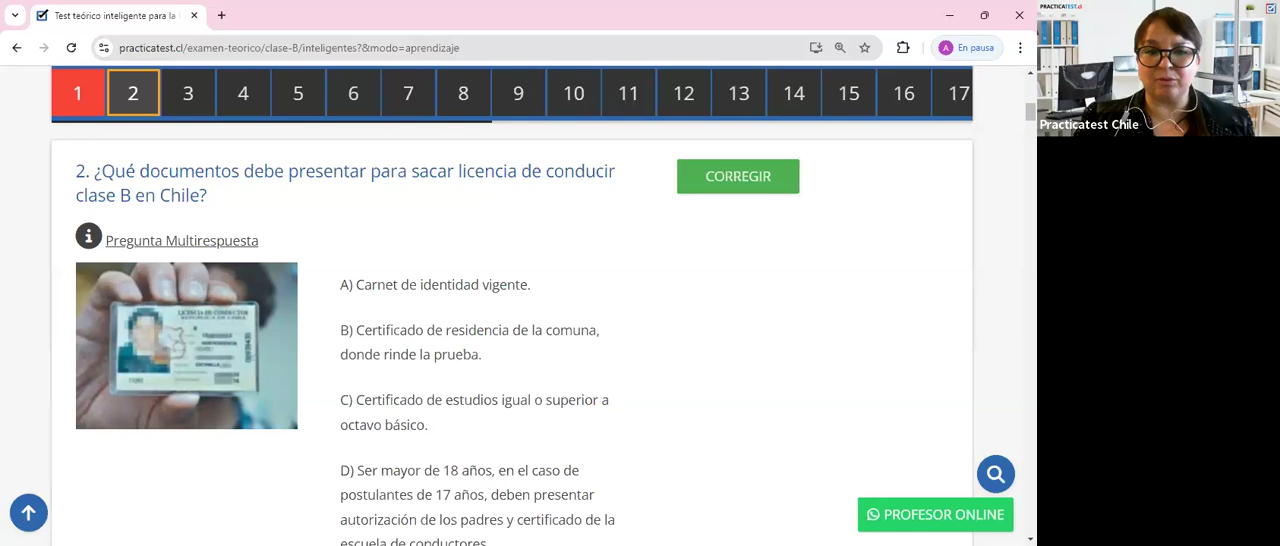 Test teórico inteligente para la
practicatest.cl/examen-teorico/clase-B/inteligentes?&modo=aprendizaje
A
En pausa
PRACTICATEST.cl
Practicatest Chile
1 2 3 4 5 6 7 8 9 10 11 12 13 14 15 16 17
2. ¿Qué documentos debe presentar para sacar licencia de conducir
clase B en Chile?
CORREGIR
Pregunta Multirespuesta
LICENCIA DE CONDUCTOR
A) Carnet de identidad vigente.
B) Certificado de residencia de la comuna,
donde rinde la prueba.
C) Certificado de estudios igual o superior a
octavo básico.
D) Ser mayor de 18 años, en el caso de
postulantes de 17 años, deben presentar
autorización de los padres y certificado de la
escuela de conductores.
PROFESOR ONLINE